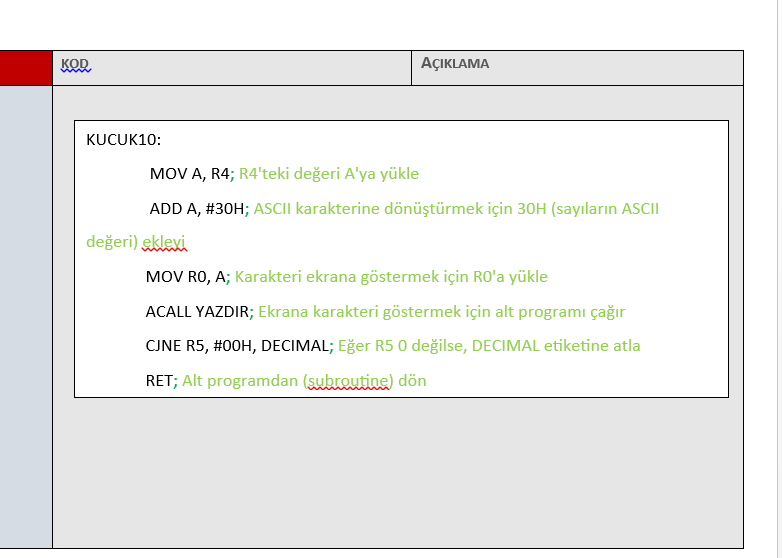 KOD
AÇIKLAMA
KUCUK10:
MOV A, R4; R4'teki değeri A'ya yükle
ADD A, #30H; ASCII karakterine dönüştürmek için 30H (sayıların ASCII
değeri) ekleyi
MOV R0, A; Karakteri ekrana göstermek için R0'a yükle
ACALL YAZDIR; Ekrana karakteri göstermek için alt programı çağır
CJNE R5, #00H, DECIMAL; Eğer R5 0 değilse, DECIMAL etiketine atla
RET; Alt programdan (subroutine) dön